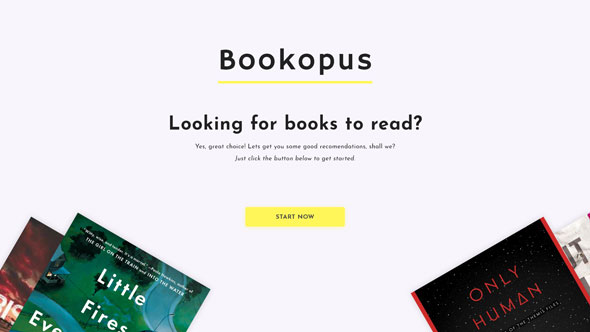 Bookopus
Looking for books to read?
Yes, great choice! Lets get you some good recomendations, shall we?
Just click the button below to get started
START NOW
THE GIRL ON THE TRAIN and INTO THE WATER
Little
Fires
Eve
RIS
ONLY
HUMAN
THE THEMIS FILES